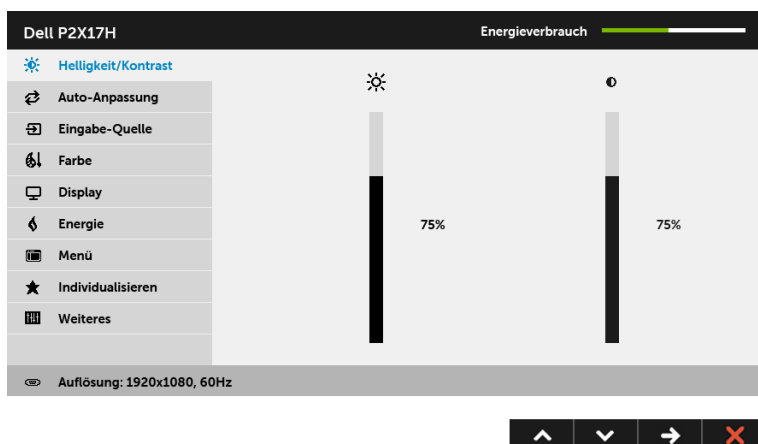 Dell P2X17H
Energieverbrauch
Helligkeit/Kontrast
Auto-Anpassung
Eingabe-Quelle
Farbe
Display
Energie
Menü
Individualisieren
Weiteres
75%
75%
Auflösung: 1920x1080, 60Hz